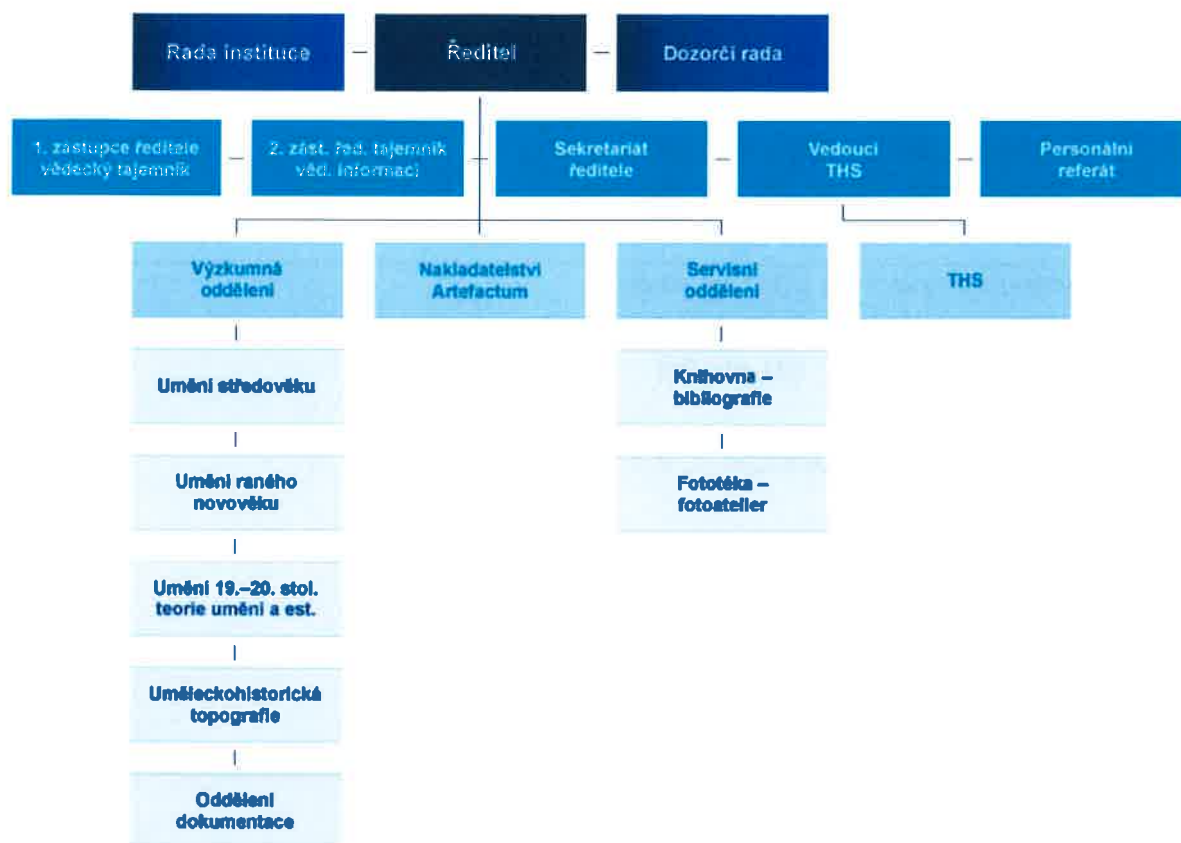 Rada instituce
Ředitel
Dozorčí rada
1. zástupce ředitele
vědecký tajemník
2. zást. řed. tajemník
věd. informací
Sekretariát
ředitele
Vedoucí
THS
Personální
referát
Výzkumná
oddělení
Nakladatelství
Artefactum
Servisní
oddělení
THS
Umění středověku
Knihovna –
bibliografie
Umění raného
novověku
Fototéka –
fotoatelier
Umění 19.–20. stol.
teorie umění a est.
Uměleckohistorická
topografie
Oddělení
dokumentace